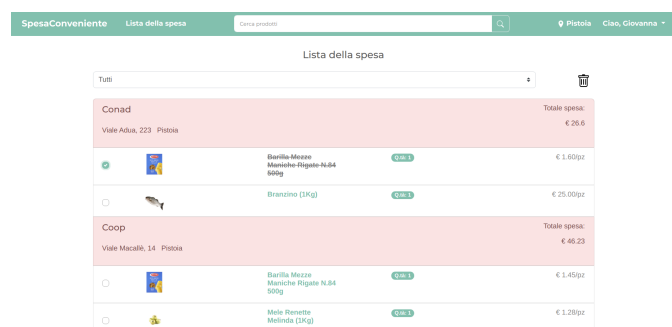 SpesaConveniente Lista della spesa Cerca prodotti Pistoia Ciao, Giovanna
Lista della spesa
Tutti
Conad Totale spesa:
€ 26.6
Viale Adua, 223 Pistoia
Barilla Mezze Q.tà: 1 € 1.60/pz
Maniche Rigate N.84
500g
Branzino (1Kg) Q.tà: 1 € 25.00/pz
Coop Totale spesa:
€ 46.23
Viale Macallè, 14 Pistoia
Barilla Mezze Q.tà: 1 € 1.45/pz
Maniche Rigate N.84
500g
Mele Renette Q.tà: 1 € 1.28/pz
Melinda (1Kg)